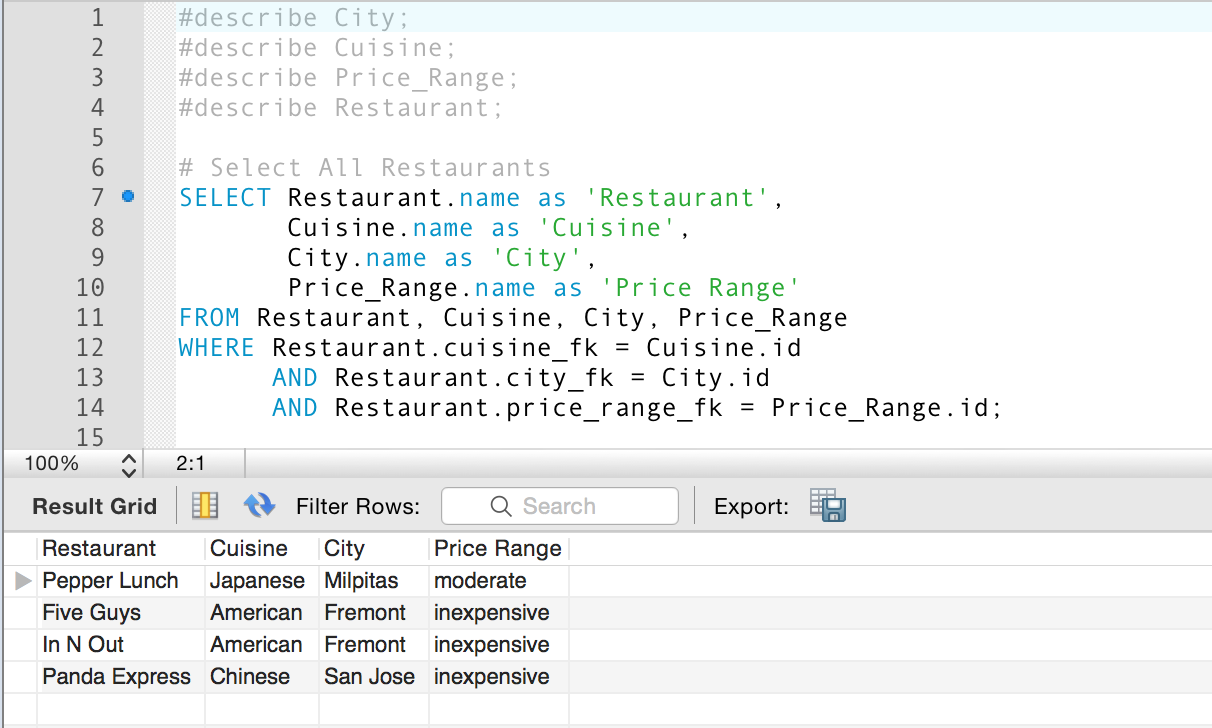 1 #describe City;
2 #describe Cuisine;
3 #describe Price_Range;
4 #describe Restaurant;
5
6 # Select All Restaurants
7 SELECT Restaurant.name as 'Restaurant',
8 Cuisine.name as 'Cuisine',
9 City.name as 'City',
10 Price_Range.name as 'Price Range'
11 FROM Restaurant, Cuisine, City, Price_Range
12 WHERE Restaurant.cuisine_fk = Cuisine.id
13 AND Restaurant.city_fk = City.id
14 AND Restaurant.price_range_fk = Price_Range.id;
15
100% 2:1
Result Grid Filter Rows: Search Export:
Restaurant Cuisine City Price Range
Pepper Lunch Japanese Milpitas moderate
Five Guys American Fremont inexpensive
In N Out American Fremont inexpensive
Panda Express Chinese San Jose inexpensive